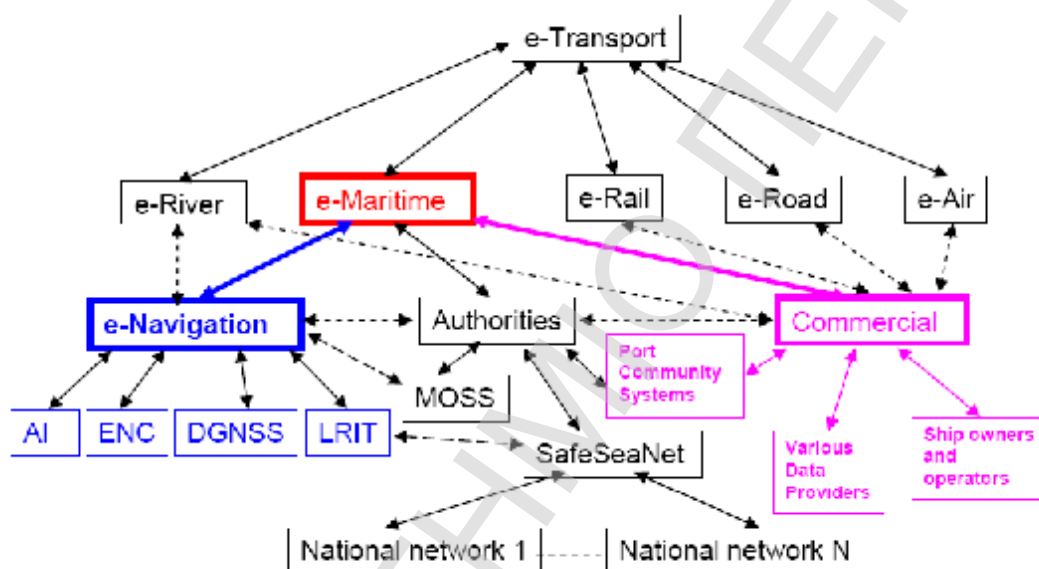 e-Transport
e-River
e-Maritime
e-Rail
e-Road
e-Air
e-Navigation
Authorities
Commercial
Port
Community
Systems
MOSS
AI
ENC
DGNSS
LRIT
SafeSeaNet
Various
Data
Providers
Ship owners
and
operators
National network 1
National network N